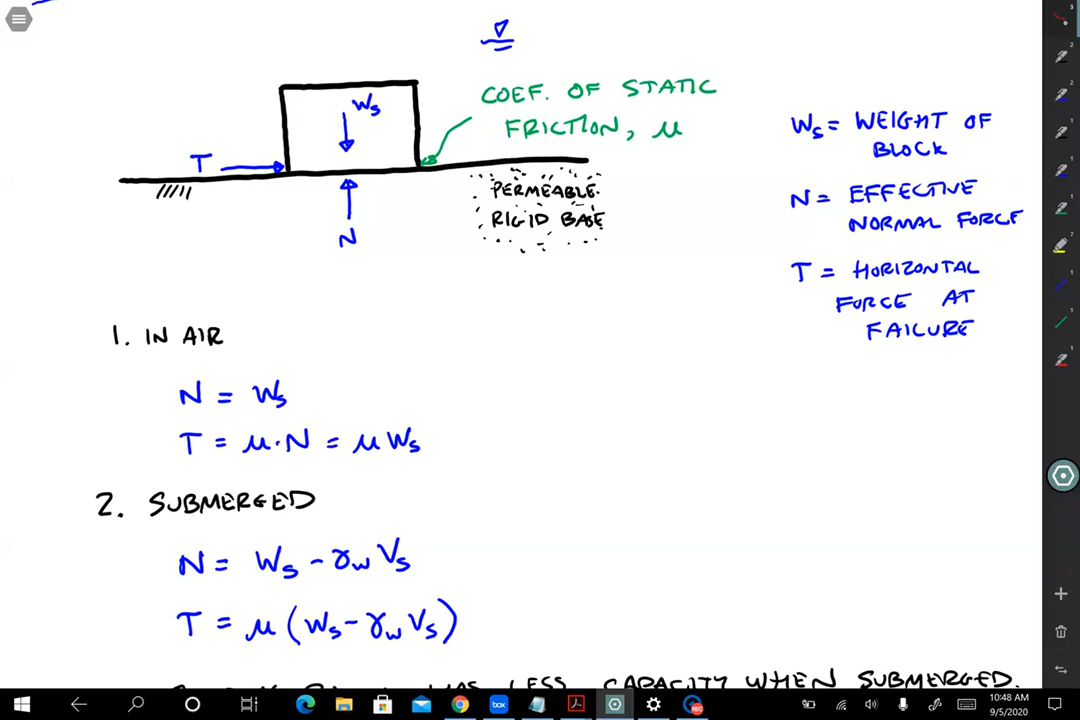 COEF. OF STATIC
FRICTION, μ
Ws
T
N
PERMEABLE
RIGID BASE
Ws = WEIGHT OF
BLOCK
N = EFFECTIVE
NORMAL FORCE
T = HORIZONTAL
FORCE AT
FAILURE
1. IN AIR
N = Ws
T = μ·N = μWs
2. SUBMERGED
N = Ws - γw Vs
T = μ (Ws - γw Vs)
HAS LESS CAPACITY WHEN SUBMERGED.
10:48 AM
9/5/2020